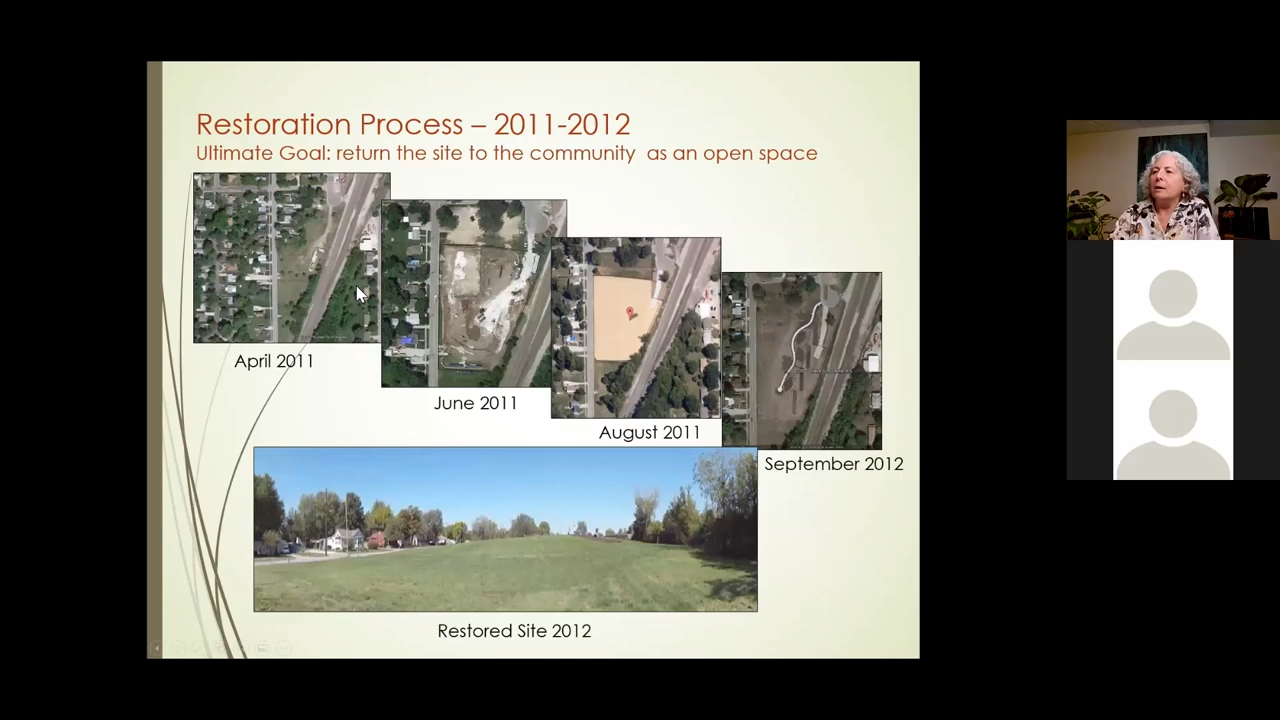 Restoration Process – 2011-2012
Ultimate Goal: return the site to the community as an open space
April 2011
June 2011
August 2011
September 2012
Restored Site 2012